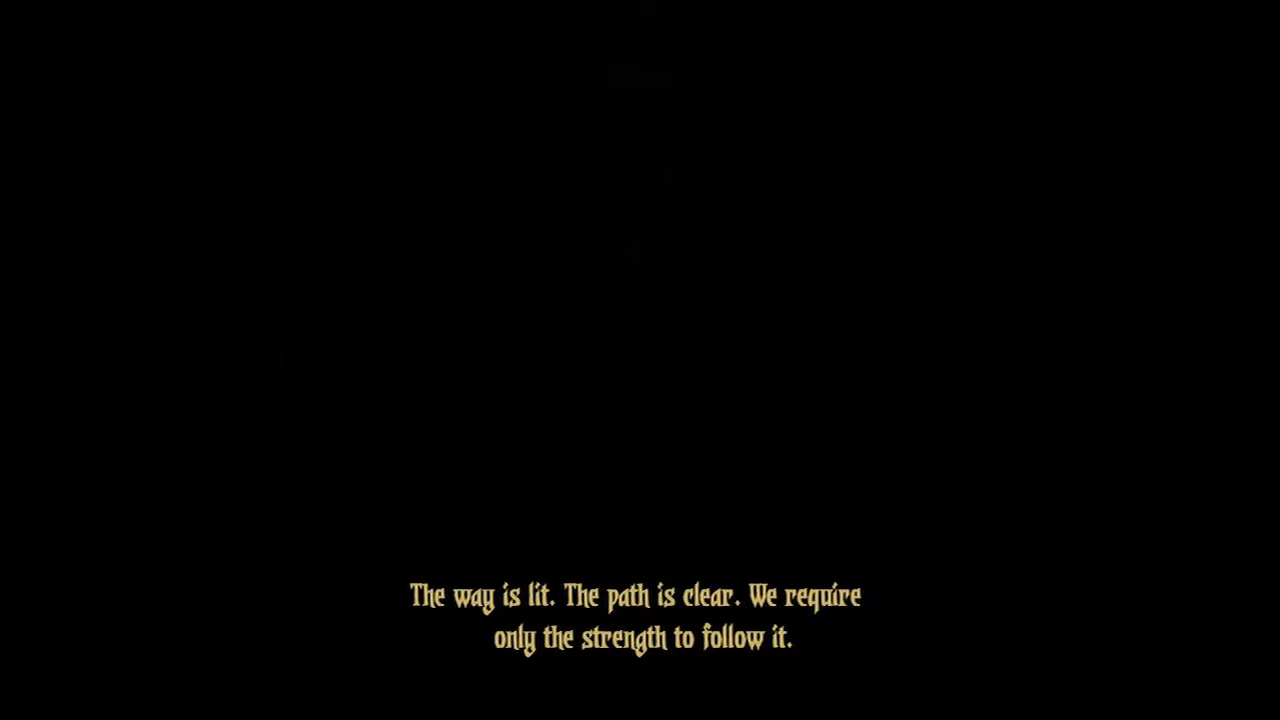 The way is lit. The path is clear. We require
only the strength to follow it.